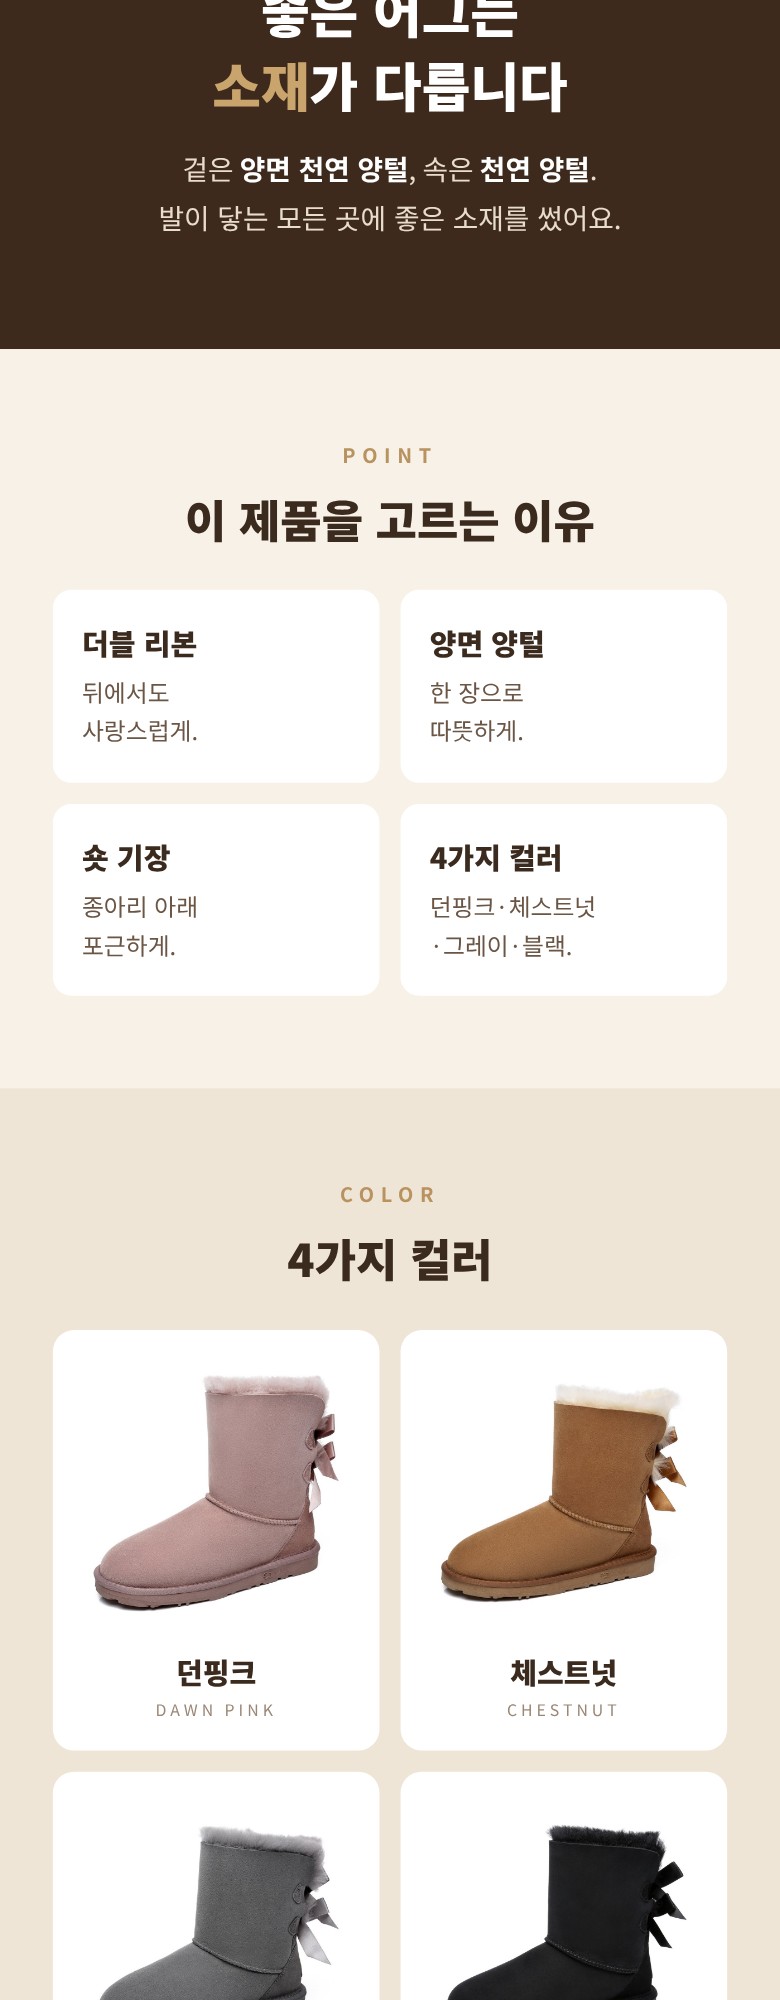 좋은 어그는
소재가 다릅니다
겉은 양면 천연 양털, 속은 천연 양털.
발이 닿는 모든 곳에 좋은 소재를 썼어요.
POINT
이 제품을 고르는 이유
더블 리본
뒤에서도
사랑스럽게.
양면 양털
한 장으로
따뜻하게.
숏 기장
종아리 아래
포근하게.
4가지 컬러
던핑크·체스트넛
·그레이·블랙.
COLOR
4가지 컬러
던핑크
DAWN PINK
체스트넛
CHESTNUT